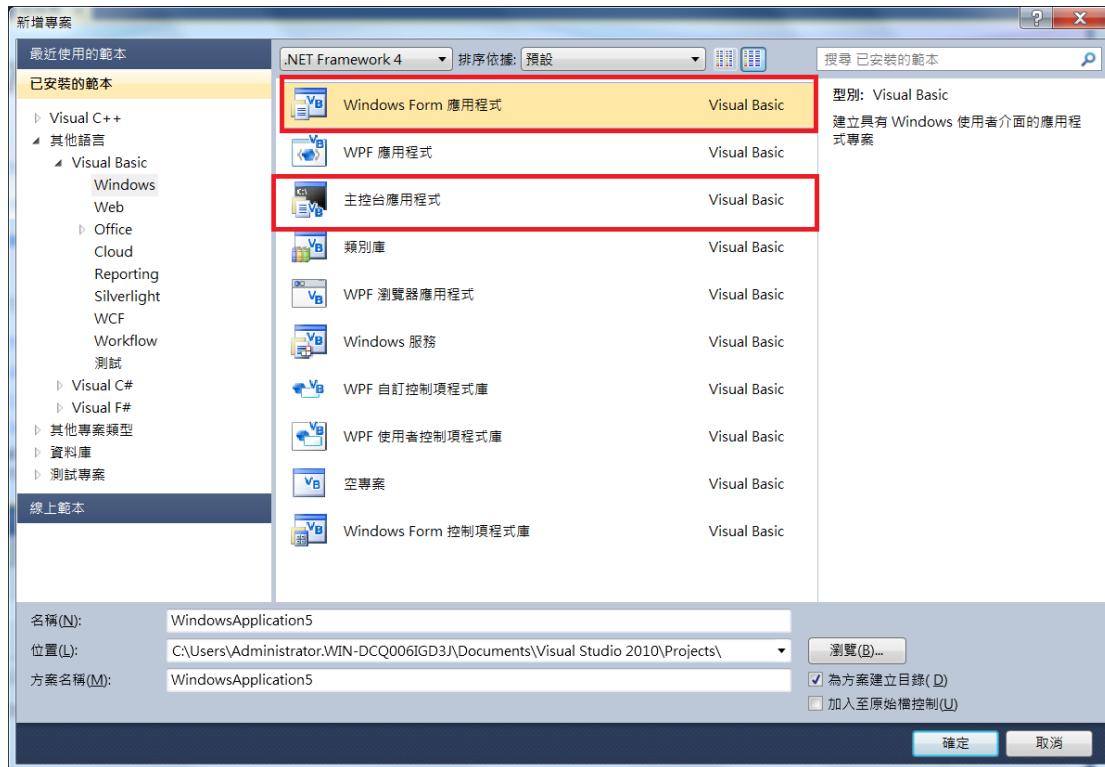 新增專案
最近使用的範本
已安裝的範本
Visual C++
其他語言
Visual Basic
Windows
Web
Office
Cloud
Reporting
Silverlight
WCF
Workflow
測試
Visual C#
Visual F#
其他專案類型
資料庫
測試專案
線上範本
.NET Framework 4 排序依據: 預設
Windows Form 應用程式 Visual Basic
WPF 應用程式 Visual Basic
主控台應用程式 Visual Basic
類別庫 Visual Basic
WPF 瀏覽器應用程式 Visual Basic
Windows 服務 Visual Basic
WPF 自訂控制項程式庫 Visual Basic
WPF 使用者控制項程式庫 Visual Basic
空專案 Visual Basic
Windows Form 控制項程式庫 Visual Basic
搜尋 已安裝的範本
型別: Visual Basic
建立具有 Windows 使用者介面的應用程
式專案
名稱(N): WindowsApplication5
位置(L): C:\Users\Administrator.WIN-DCQ006IGD3J\Documents\Visual Studio 2010\Projects\ 瀏覽(B)...
方案名稱(M): WindowsApplication5
為方案建立目錄( D)
加入至原始檔控制(U)
確定 取消